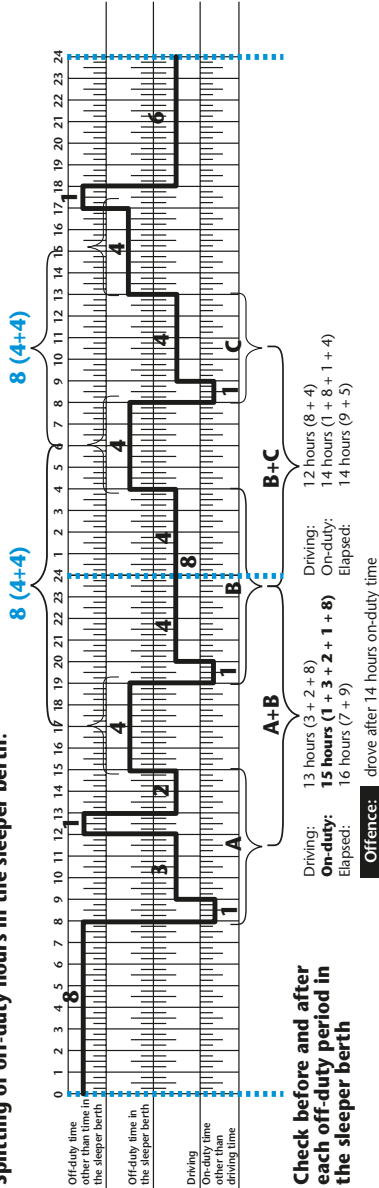 splitting of off-duty hours in the sleeper berth.
8 (4+4) 8 (4+4)
0 1 2 3 4 5 6 7 8 9 10 11 12 13 14 15 16 17 18 19 20 21 22 23 24 1 2 3 4 5 6 7 8 9 10 11 12 13 14 15 16 17 18 19 20 21 22 23 24
Off-duty time
other than time in
the sleeper berth
8 1 1
Off-duty time in
the sleeper berth
4 4 4
Driving
3 2 4 8 4 4 6
On-duty time
other than
driving time
1 1 1
A B C
Check before and after
each off-duty period in
the sleeper berth
A+B
Driving: 13 hours (3 + 2 + 8)
On-duty: 15 hours (1 + 3 + 2 + 1 + 8)
Elapsed: 16 hours (7 + 9)
Offence: drove after 14 hours on-duty time
B+C
Driving: 12 hours (8 + 4)
On-duty: 14 hours (1 + 8 + 1 + 4)
Elapsed: 14 hours (9 + 5)